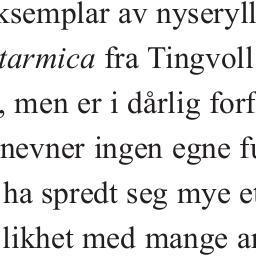 ksemplar av nyseryll
tarmica fra Tingvoll
, men er i dårlig forf
nevner ingen egne fu
ha spredt seg mye et
likhet med mange an